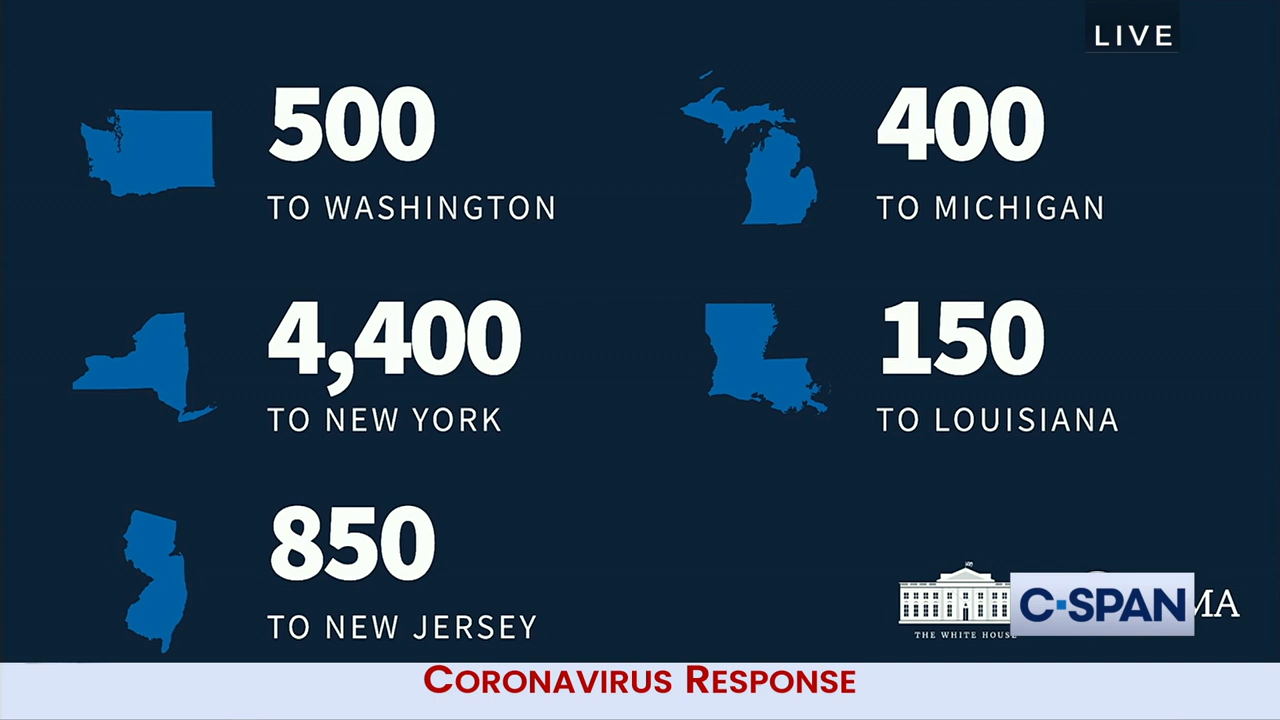 LIVE
500
TO WASHINGTON
400
TO MICHIGAN
4,400
TO NEW YORK
150
TO LOUISIANA
850
TO NEW JERSEY
THE WHITE HOUSE
C·SPAN
CORONAVIRUS RESPONSE